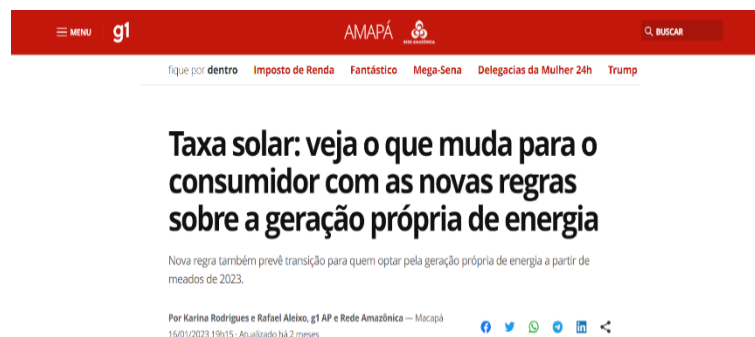 MENU g1 AMAPÁ REDE AMAZÔNICA BUSCAR
fique por dentro Imposto de Renda Fantástico Mega-Sena Delegacias da Mulher 24h Trump
Taxa solar: veja o que muda para o
consumidor com as novas regras
sobre a geração própria de energia
Nova regra também prevê transição para quem optar pela geração própria de energia a partir de
meados de 2023.
Por Karina Rodrigues e Rafael Aleixo, g1 AP e Rede Amazônica — Macapá
16/01/2023 19h15 · Atualizado há 2 meses